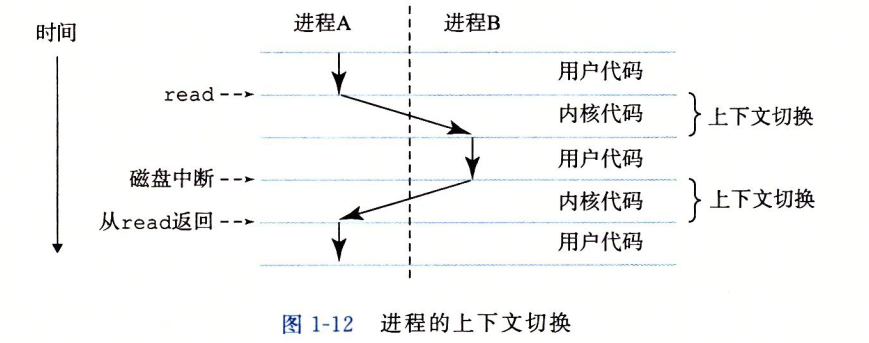 时间
进程A
进程B
用户代码
read
内核代码
上下文切换
用户代码
磁盘中断
内核代码
上下文切换
从read返回
用户代码
图 1-12 进程的上下文切换